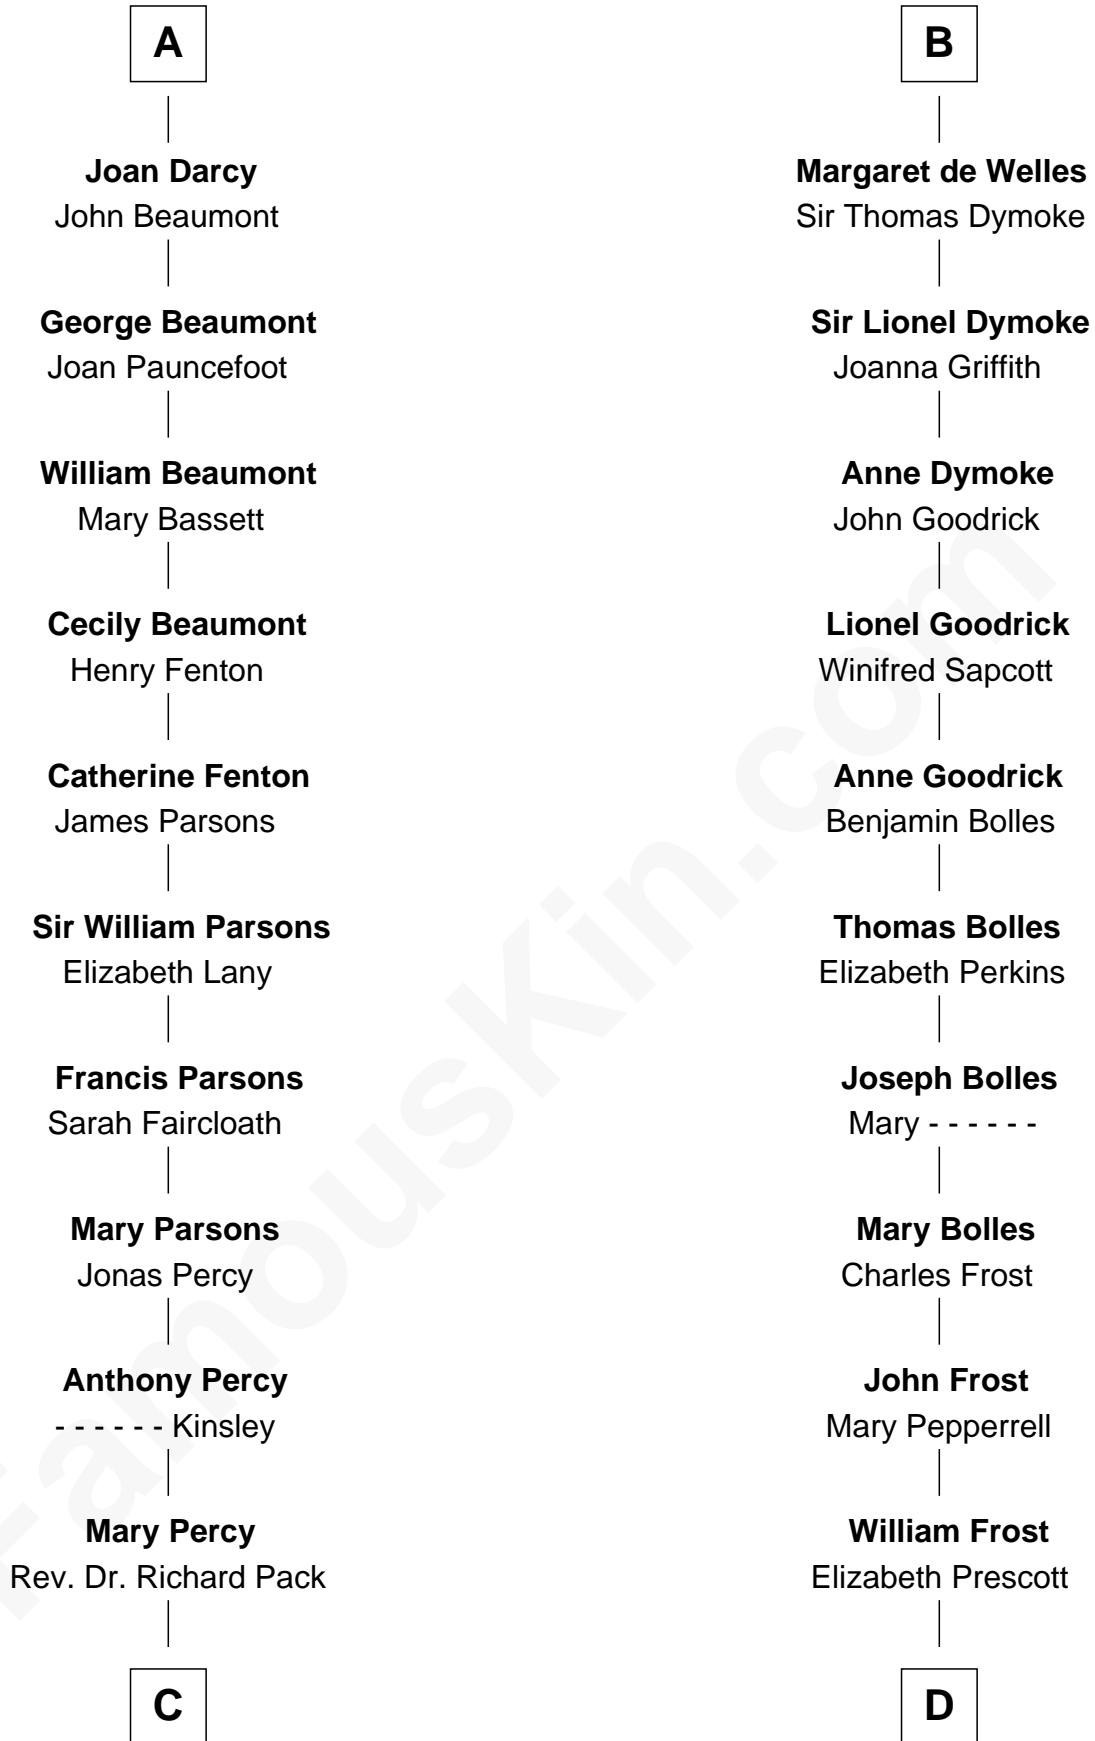 A
Joan Darcy
John Beaumont
George Beaumont
Joan Pauncefoot
William Beaumont
Mary Bassett
Cecily Beaumont
Henry Fenton
Catherine Fenton
James Parsons
Sir William Parsons
Elizabeth Lany
Francis Parsons
Sarah Faircloath
Mary Parsons
Jonas Percy
Anthony Percy
- - - - - - Kinsley
Mary Percy
Rev. Dr. Richard Pack
C
B
Margaret de Welles
Sir Thomas Dymoke
Sir Lionel Dymoke
Joanna Griffith
Anne Dymoke
John Goodrick
Lionel Goodrick
Winifred Sapcott
Anne Goodrick
Benjamin Bolles
Thomas Bolles
Elizabeth Perkins
Joseph Bolles
Mary - - - - - -
Mary Bolles
Charles Frost
John Frost
Mary Pepperrell
William Frost
Elizabeth Prescott
D
FamousKin.com